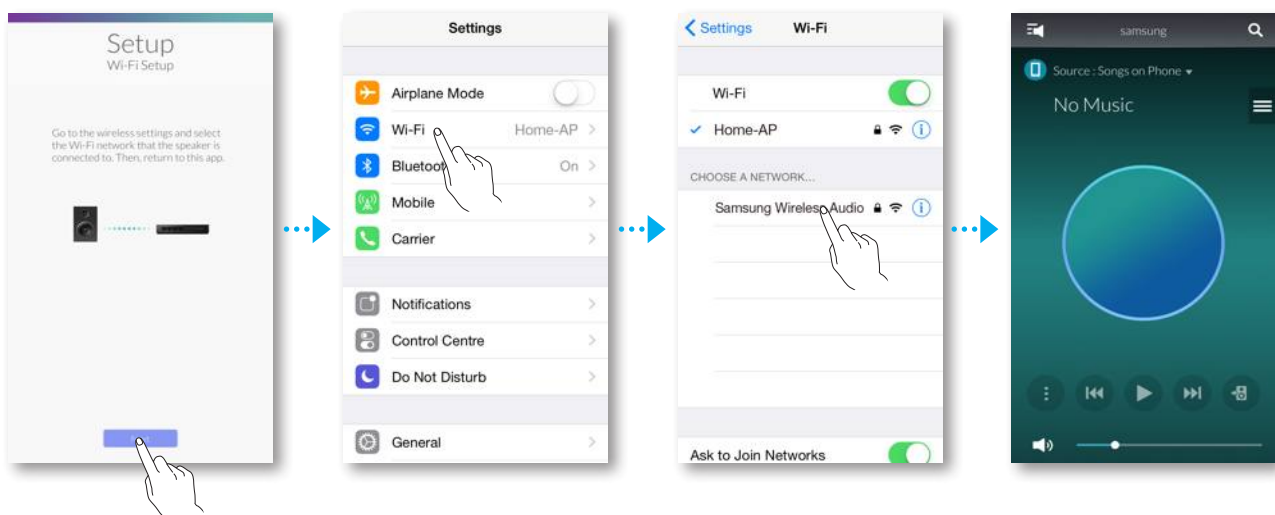 Setup
Wi-Fi Setup
Go to the wireless settings and select
the Wi-Fi network that the speaker is
connected to. Then, return to this app.
Settings
Airplane Mode
Wi-Fi Home-AP
Bluetoot On
Mobile
Carrier
Notifications
Control Centre
Do Not Disturb
General
Settings Wi-Fi
Wi-Fi
Home-AP
CHOOSE A NETWORK...
Samsung Wireless Audio
Ask to Join Networks
samsung
Source : Songs on Phone
No Music